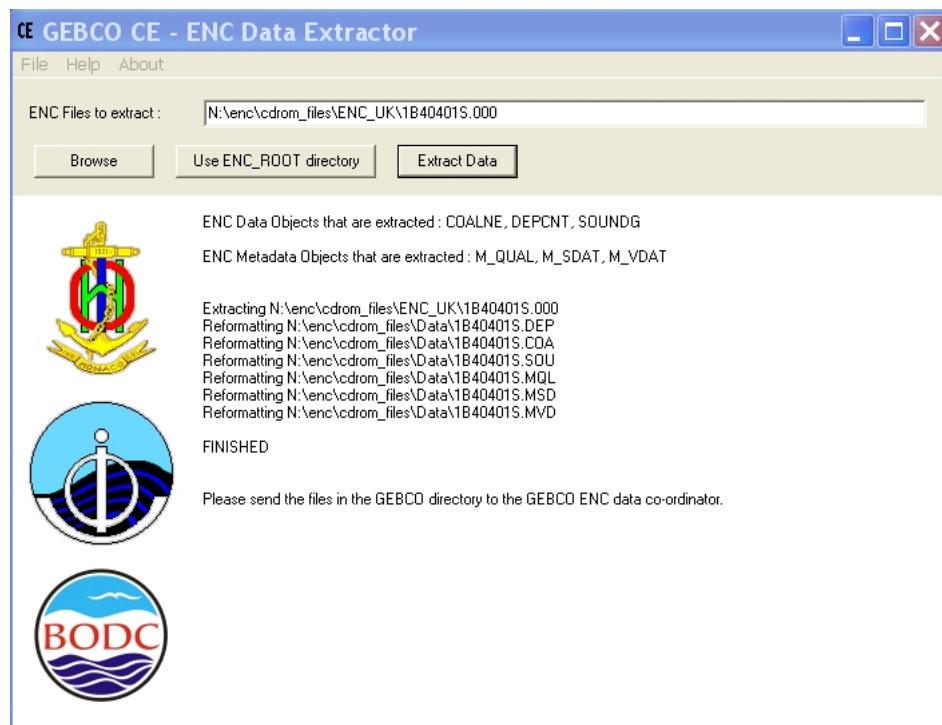 CE GEBCO CE - ENC Data Extractor
File Help About
ENC Files to extract : N:\enc\cdrom_files\ENC_UK\1B40401S.000
Browse Use ENC_ROOT directory Extract Data
ENC Data Objects that are extracted : COALNE, DEPCNT, SOUNDG
ENC Metadata Objects that are extracted : M_QUAL, M_SDAT, M_VDAT
Extracting N:\enc\cdrom_files\ENC_UK\1B40401S.000
Reformatting N:\enc\cdrom_files\Data\1B40401S.DEP
Reformatting N:\enc\cdrom_files\Data\1B40401S.COA
Reformatting N:\enc\cdrom_files\Data\1B40401S.SOU
Reformatting N:\enc\cdrom_files\Data\1B40401S.MQL
Reformatting N:\enc\cdrom_files\Data\1B40401S.MSD
Reformatting N:\enc\cdrom_files\Data\1B40401S.MVD
FINISHED
Please send the files in the GEBCO directory to the GEBCO ENC data co-ordinator.
1921
MONACO
BODC